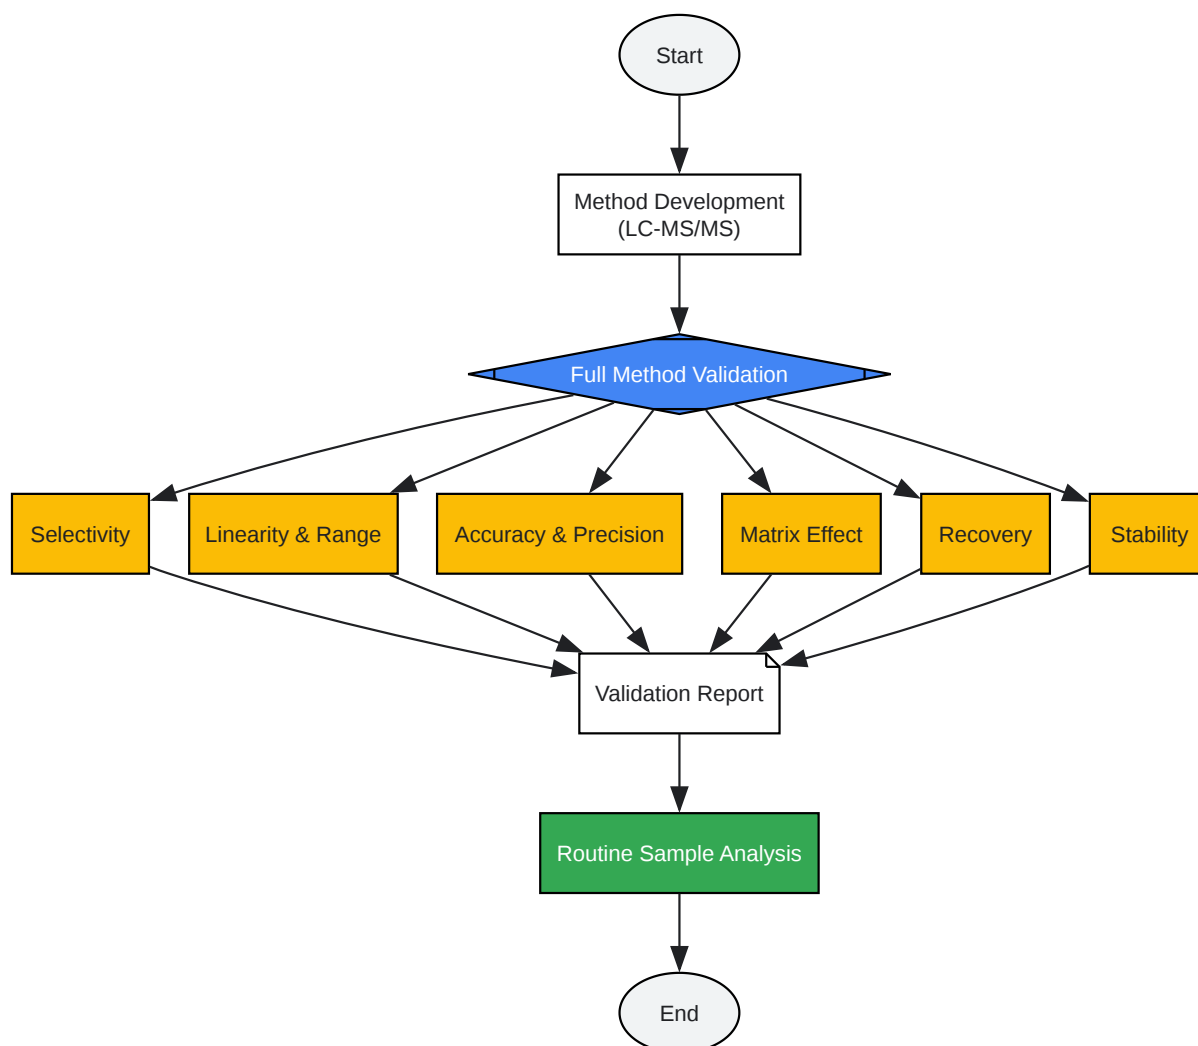 Start
Method Development
(LC-MS/MS)
Full Method Validation
Selectivity
Linearity & Range
Accuracy & Precision
Matrix Effect
Recovery
Stability
Validation Report
Routine Sample Analysis
End